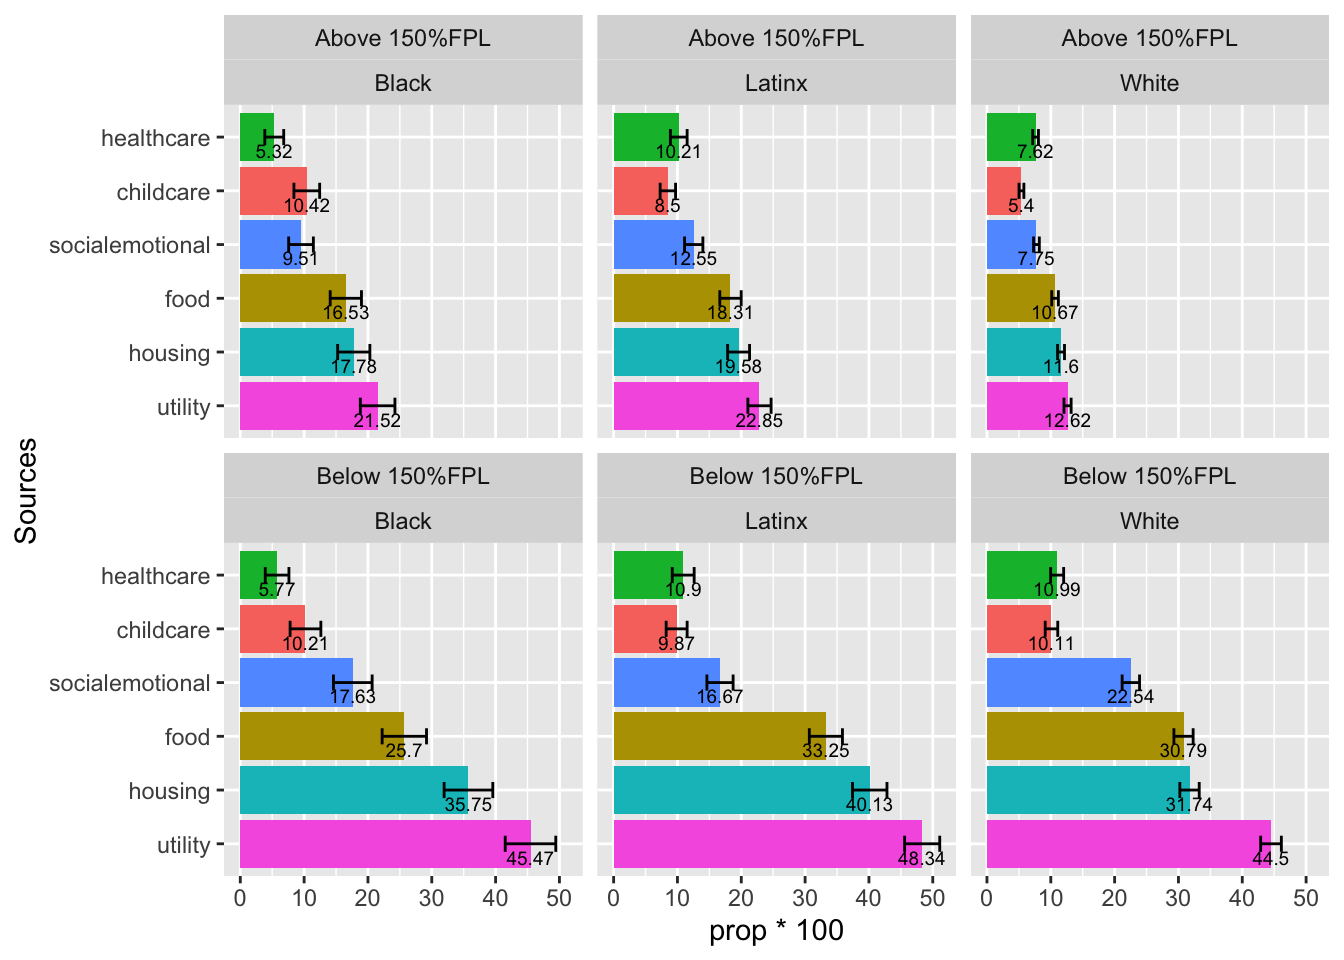 Above 150%FPL Above 150%FPL Above 150%FPL
Black Latinx White
healthcare 5.32 10.21 7.62
childcare 10.42 8.5 5.4
socialemotional 9.51 12.55 7.75
food 16.53 18.31 10.67
housing 17.78 19.58 11.6
utility 21.52 22.85 12.62
Sources
Below 150%FPL Below 150%FPL Below 150%FPL
Black Latinx White
healthcare 5.77 10.9 10.99
childcare 10.21 9.87 10.11
socialemotional 17.63 16.67 22.54
food 25.7 33.25 30.79
housing 35.75 40.13 31.74
utility 45.47 48.34 44.5
0 10 20 30 40 50 0 10 20 30 40 50 0 10 20 30 40 50
prop * 100